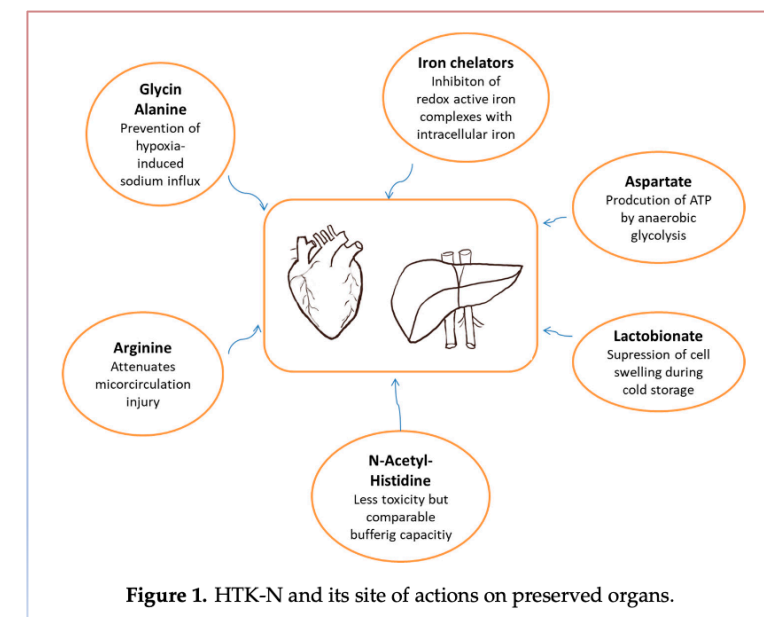 Glycin
Alanine
Prevention of
hypoxia-
induced
sodium influx
Iron chelators
Inhibiton of
redox active iron
complexes with
intracellular iron
Aspartate
Prodcution of ATP
by anaerobic
glycolysis
Arginine
Attenuates
micorcirculation
injury
Lactobionate
Supression of cell
swelling during
cold storage
N-Acetyl-
Histidine
Less toxicity but
comparable
bufferig capacitiy
Figure 1. HTK-N and its site of actions on preserved organs.